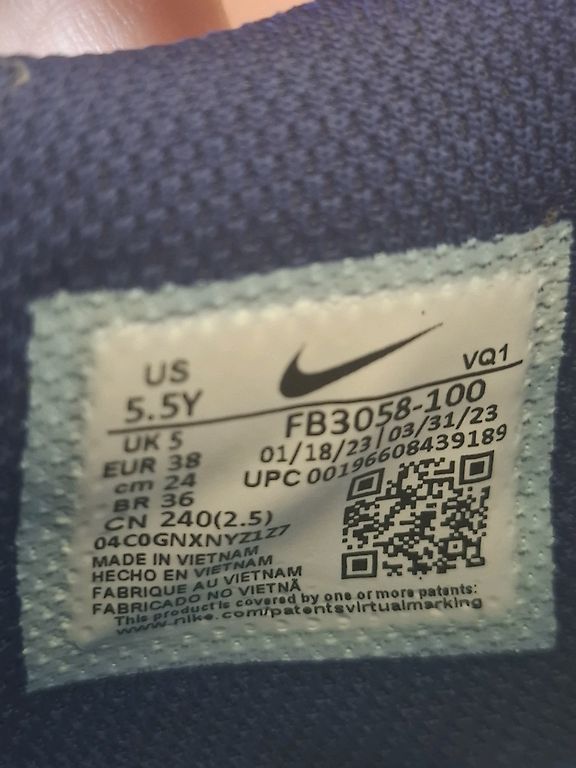 US
5.5Y
VQ1
UK 5
FB3058-100
EUR 38
01/18/23/03/31/23
cm 24
UPC 00196608439189
BR 36
CN 240(2.5)
04C0GNXNYZ1Z7
MADE IN VIETNAM
HECHO EN VIETNAM
FABRIQUE AU VIETNAM
FABRICADO NO VIETNÃ
This product is covered by one or more patents:
www.nike.com/patentsvirtualmarking